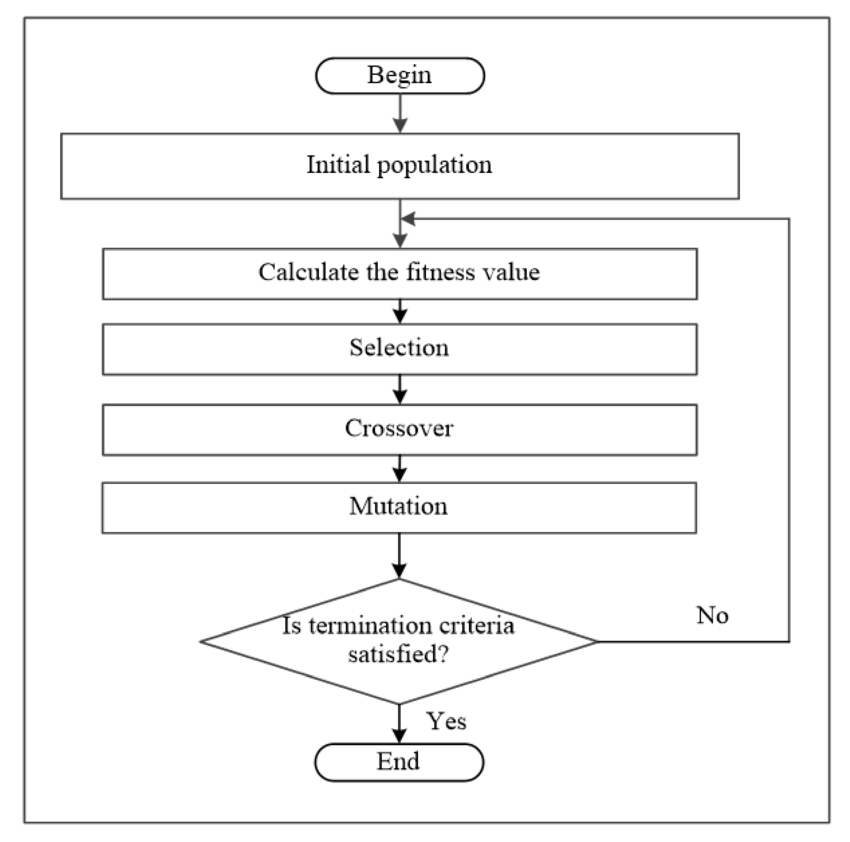 Begin
Initial population
Calculate the fitness value
Selection
Crossover
Mutation
Is termination criteria
satisfied?
No
Yes
End